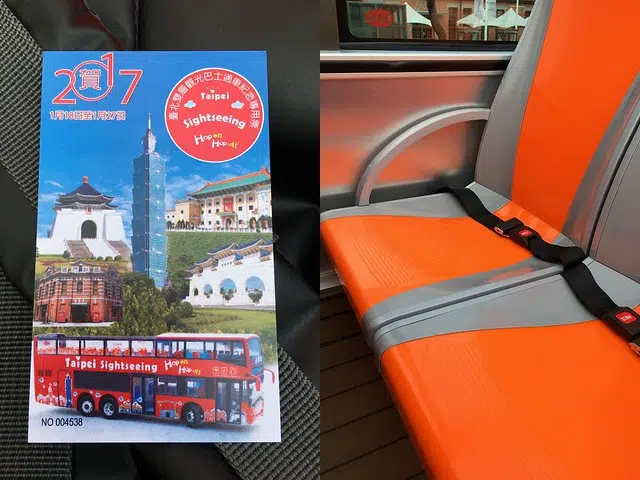 2017
賀
1月18日至1月27日
臺北雙層觀光巴士通車紀念專用票
Taipei
Sightseeing
Hop on
Hop off
Taipei Sightseeing Hop on Hop off
NO 004538